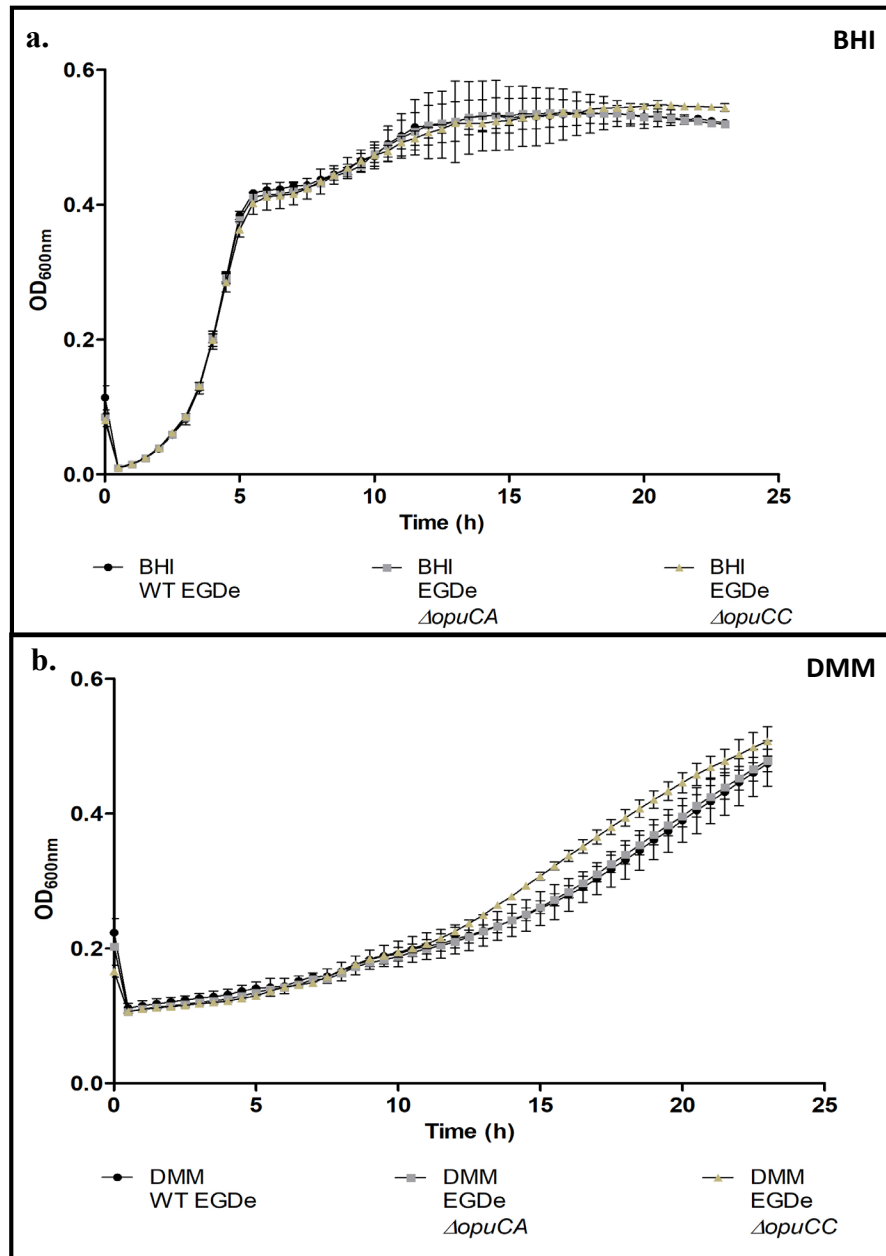 a.
BHI
0.6
0.4
0.2
0.0
OD600nm
0 5 10 15 20 25
Time (h)
BHI BHI BHI
WT EGDe EGDe EGDe
ΔopuCA ΔopuCC
b.
DMM
0.6
0.4
0.2
0.0
OD600nm
0 5 10 15 20 25
Time (h)
DMM DMM DMM
WT EGDe EGDe EGDe
ΔopuCA ΔopuCC